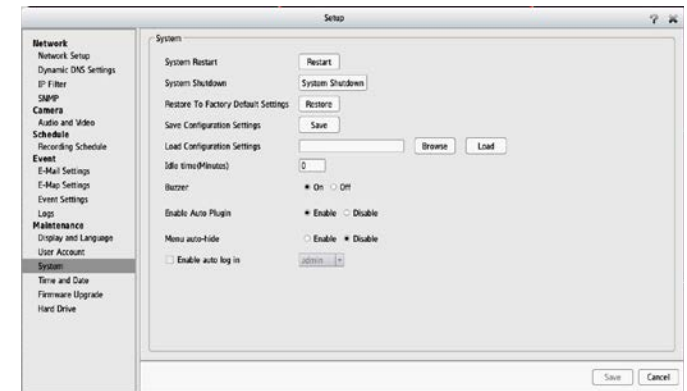 Setup
?
Network
Network Setup
Dynamic DNS Settings
IP Filter
SNMP
Camera
Audio and Video
Schedule
Recording Schedule
Event
E-Mail Settings
E-Map Settings
Event Settings
Logs
Maintenance
Display and Language
User Account
System
Time and Date
Firmware Upgrade
Hard Drive
System
System Restart Restart
System Shutdown System Shutdown
Restore To Factory Default Settings Restore
Save Configuration Settings Save
Load Configuration Settings Browse Load
Idle time(Minutes) 0
Buzzer On Off
Enable Auto Plugin Enable Disable
Menu auto-hide Enable Disable
Enable auto log in admin
Save Cancel